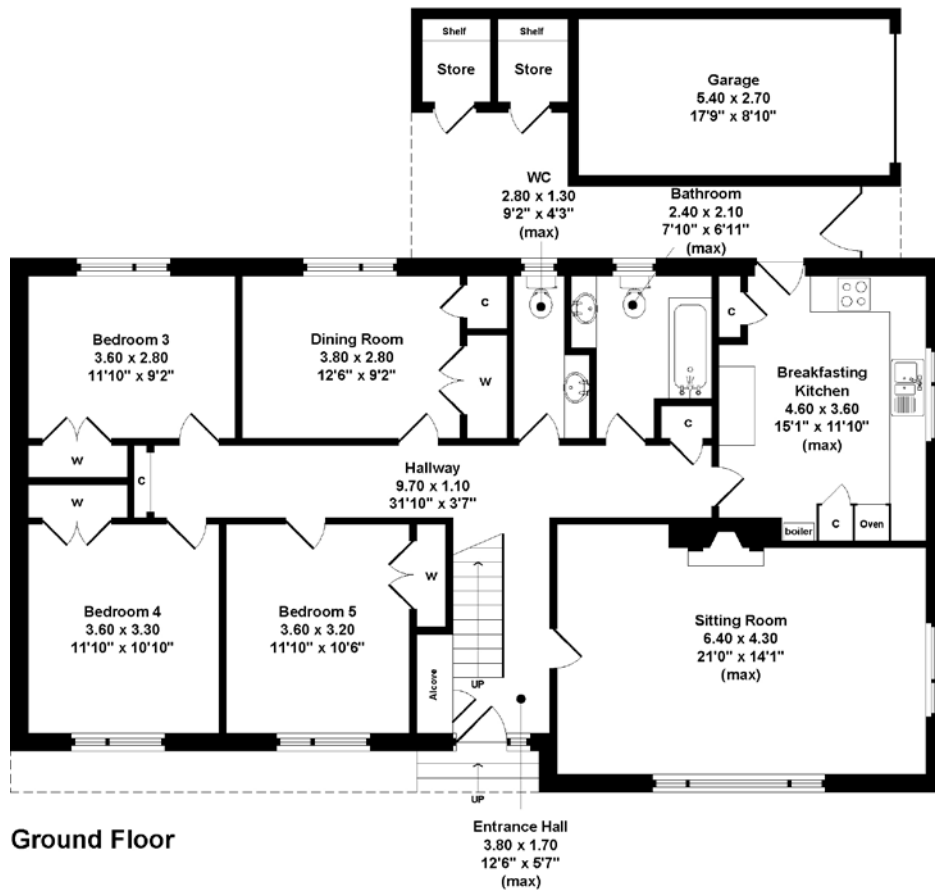 Shelf
Shelf
Store
Store
Garage
5.40 x 2.70
17'9" x 8'10"
WC
2.80 x 1.30
9'2" x 4'3"
(max)
Bathroom
2.40 x 2.10
7'10" x 6'11"
(max)
Bedroom 3
3.60 x 2.80
11'10" x 9'2"
Dining Room
3.80 x 2.80
12'6" x 9'2"
C
W
C
Breakfasting
Kitchen
4.60 x 3.60
15'1" x 11'10"
(max)
C
W
W
C
Hallway
9.70 x 1.10
31'10" x 3'7"
boiler
C
Oven
Bedroom 4
3.60 x 3.30
11'10" x 10'10"
Bedroom 5
3.60 x 3.20
11'10" x 10'6"
W
Alcove
UP
Sitting Room
6.40 x 4.30
21'0" x 14'1"
(max)
UP
Ground Floor
Entrance Hall
3.80 x 1.70
12'6" x 5'7"
(max)